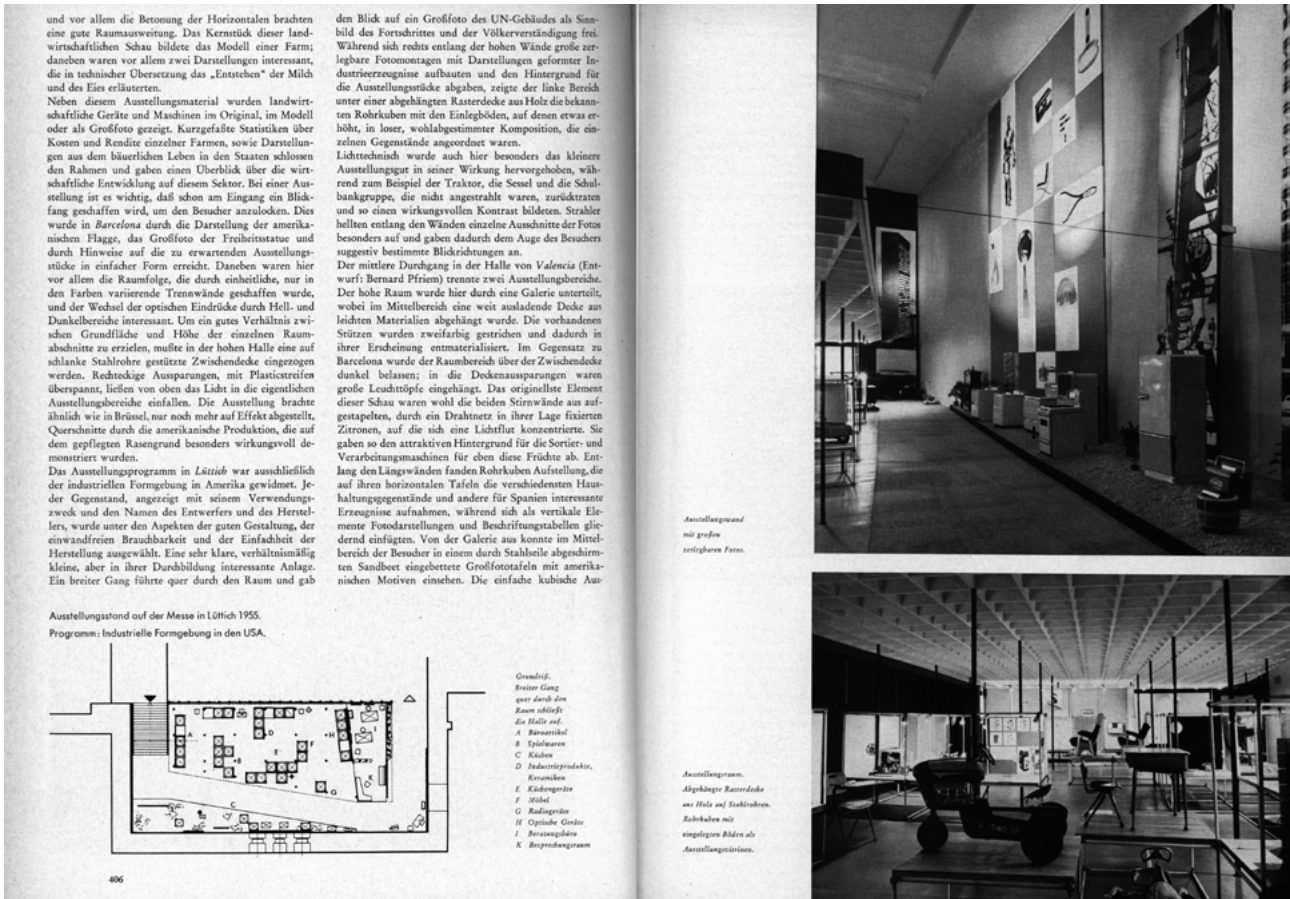 und vor allem die Betonung der Horizontalen brachten
eine gute Raumausweitung. Das Kernstück dieser land-
wirtschaftlichen Schau bildete das Modell einer Farm;
daneben waren vor allem zwei Darstellungen interessant,
die in technischer Übersetzung das „Entstehen“ der Milch
und des Eies erläuterten.
Neben diesem Ausstellungsmaterial wurden landwirt-
schaftliche Geräte und Maschinen im Original, im Modell
oder als Großfoto gezeigt. Kurzgefaßte Statistiken über
Kosten und Rendite einzelner Farmen, sowie Darstellun-
gen aus dem bäuerlichen Leben in den Staaten schlossen
den Rahmen und gaben einen Überblick über die wirt-
schaftliche Entwicklung auf diesem Sektor. Bei einer Aus-
stellung ist es wichtig, daß schon am Eingang ein Blick-
fang geschaffen wird, um den Besucher anzulocken. Dies
wurde in Barcelona durch die Darstellung der amerika-
nischen Flagge, das Großfoto der Freiheitsstatue und
durch Hinweise auf die zu erwartenden Ausstellungs-
stücke in einfacher Form erreicht. Daneben waren hier
vor allem die Raumfolge, die durch einheitliche, nur in
den Farben variierende Trennwände geschaffen wurde,
und der Wechsel der optischen Eindrücke durch Hell- und
Dunkelbereiche interessant. Um ein gutes Verhältnis zwi-
schen Grundfläche und Höhe der einzelnen Raum-
abschnitte zu erzielen, mußte in der hohen Halle eine auf
schlanke Stahlrohre gestützte Zwischendecke eingezogen
werden. Rechteckige Aussparungen, mit Plasticstreifen
überspannt, ließen von oben das Licht in die eigentlichen
Ausstellungsbereiche einfallen. Die Ausstellung brachte
ähnlich wie in Brüssel, nur noch mehr auf Effekt abgestellt,
Querschnitte durch die amerikanische Produktion, die auf
dem gepflegten Rasengrund besonders wirkungsvoll de-
monstriert wurden.
Das Ausstellungsprogramm in Lüttich war ausschließlich
der industriellen Formgebung in Amerika gewidmet. Je-
der Gegenstand, angezeigt mit seinem Verwendungs-
zweck und den Namen des Entwerfers und des Herstel-
lers, wurde unter den Aspekten der guten Gestaltung, der
einwandfreien Brauchbarkeit und der Einfachheit der
Herstellung ausgewählt. Eine sehr klare, verhältnismäßig
kleine, aber in ihrer Durchbildung interessante Anlage.
Ein breiter Gang führte quer durch den Raum und gab
den Blick auf ein Großfoto des UN-Gebäudes als Sinn-
bild des Fortschrittes und der Völkerverständigung frei.
Während sich rechts entlang der hohen Wände große zer-
legbare Fotomontagen mit Darstellungen geformter In-
dustrieerzeugnisse aufbauten und den Hintergrund für
die Ausstellungsstücke abgaben, zeigte der linke Bereich
unter einer abgehängten Rasterdecke aus Holz die bekann-
ten Rohrkuben mit den Einlegböden, auf denen etwas er-
höht, in loser, wohlabgestimmter Komposition, die ein-
zelnen Gegenstände angeordnet waren.
Lichttechnisch wurde auch hier besonders das kleinere
Ausstellungsgut in seiner Wirkung hervorgehoben, wäh-
rend zum Beispiel der Traktor, die Sessel und die Schul-
bankgruppe, die nicht angestrahlt waren, zurücktraten
und so einen wirkungsvollen Kontrast bildeten. Strahler
hellten entlang den Wänden einzelne Ausschnitte der Fotos
besonders auf und gaben dadurch dem Auge des Besuchers
suggestiv bestimmte Blickrichtungen an.
Der mittlere Durchgang in der Halle von Valencia (Ent-
wurf: Bernard Pfriem) trennte zwei Ausstellungsbereiche.
Der hohe Raum wurde hier durch eine Galerie unterteilt,
wobei im Mittelbereich eine weit ausladende Decke aus
leichten Materialien abgehängt wurde. Die vorhandenen
Stützen wurden zweifarbig gestrichen und dadurch in
ihrer Erscheinung entmaterialisiert. Im Gegensatz zu
Barcelona wurde der Raumbereich über der Zwischendecke
dunkel belassen; in die Deckenaussparungen waren
große Leuchttöpfe eingehängt. Das originellste Element
dieser Schau waren wohl die beiden Stirnwände aus auf-
gestapelten, durch ein Drahtnetz in ihrer Lage fixierten
Zitronen, auf die sich eine Lichtflut konzentrierte. Sie
gaben so den attraktiven Hintergrund für die Sortier- und
Verarbeitungsmaschinen für eben diese Früchte ab. Ent-
lang den Längswänden fanden Rohrkuben Aufstellung, die
auf ihren horizontalen Tafeln die verschiedensten Haus-
haltungsgegenstände und andere für Spanien interessante
Erzeugnisse aufnahmen, während sich als vertikale Ele-
mente Fotodarstellungen und Beschriftungstabellen glie-
dernd einfügten. Von der Galerie aus konnte im Mittel-
bereich der Besucher in einem durch Stahlseile abgeschirm-
ten Sandbeet eingebettete Großfototafeln mit amerika-
nischen Motiven einsehen. Die einfache kubische Aus-
Ausstellungsstand auf der Messe in Lüttich 1955.
Programm: Industrielle Formgebung in den USA.
A
B
C
D
E
F
G
H
I
K
Grundriß.
Breiter Gang
quer durch den
Raum schließt
die Halle auf.
A Büroartikel
B Spielwaren
C Küchen
D Industrieprodukte,
Keramiken
E Küchengeräte
F Möbel
G Radiogeräte
H Optische Geräte
I Beratungsbüro
K Besprechungsraum
406
Ausstellungswand
mit großen
zerlegbaren Fotos.
Ausstellungsraum.
Abgehängte Rasterdecke
aus Holz auf Stahlrohren.
Rohrkuben mit
eingelegten Böden als
Ausstellungsvitrinen.